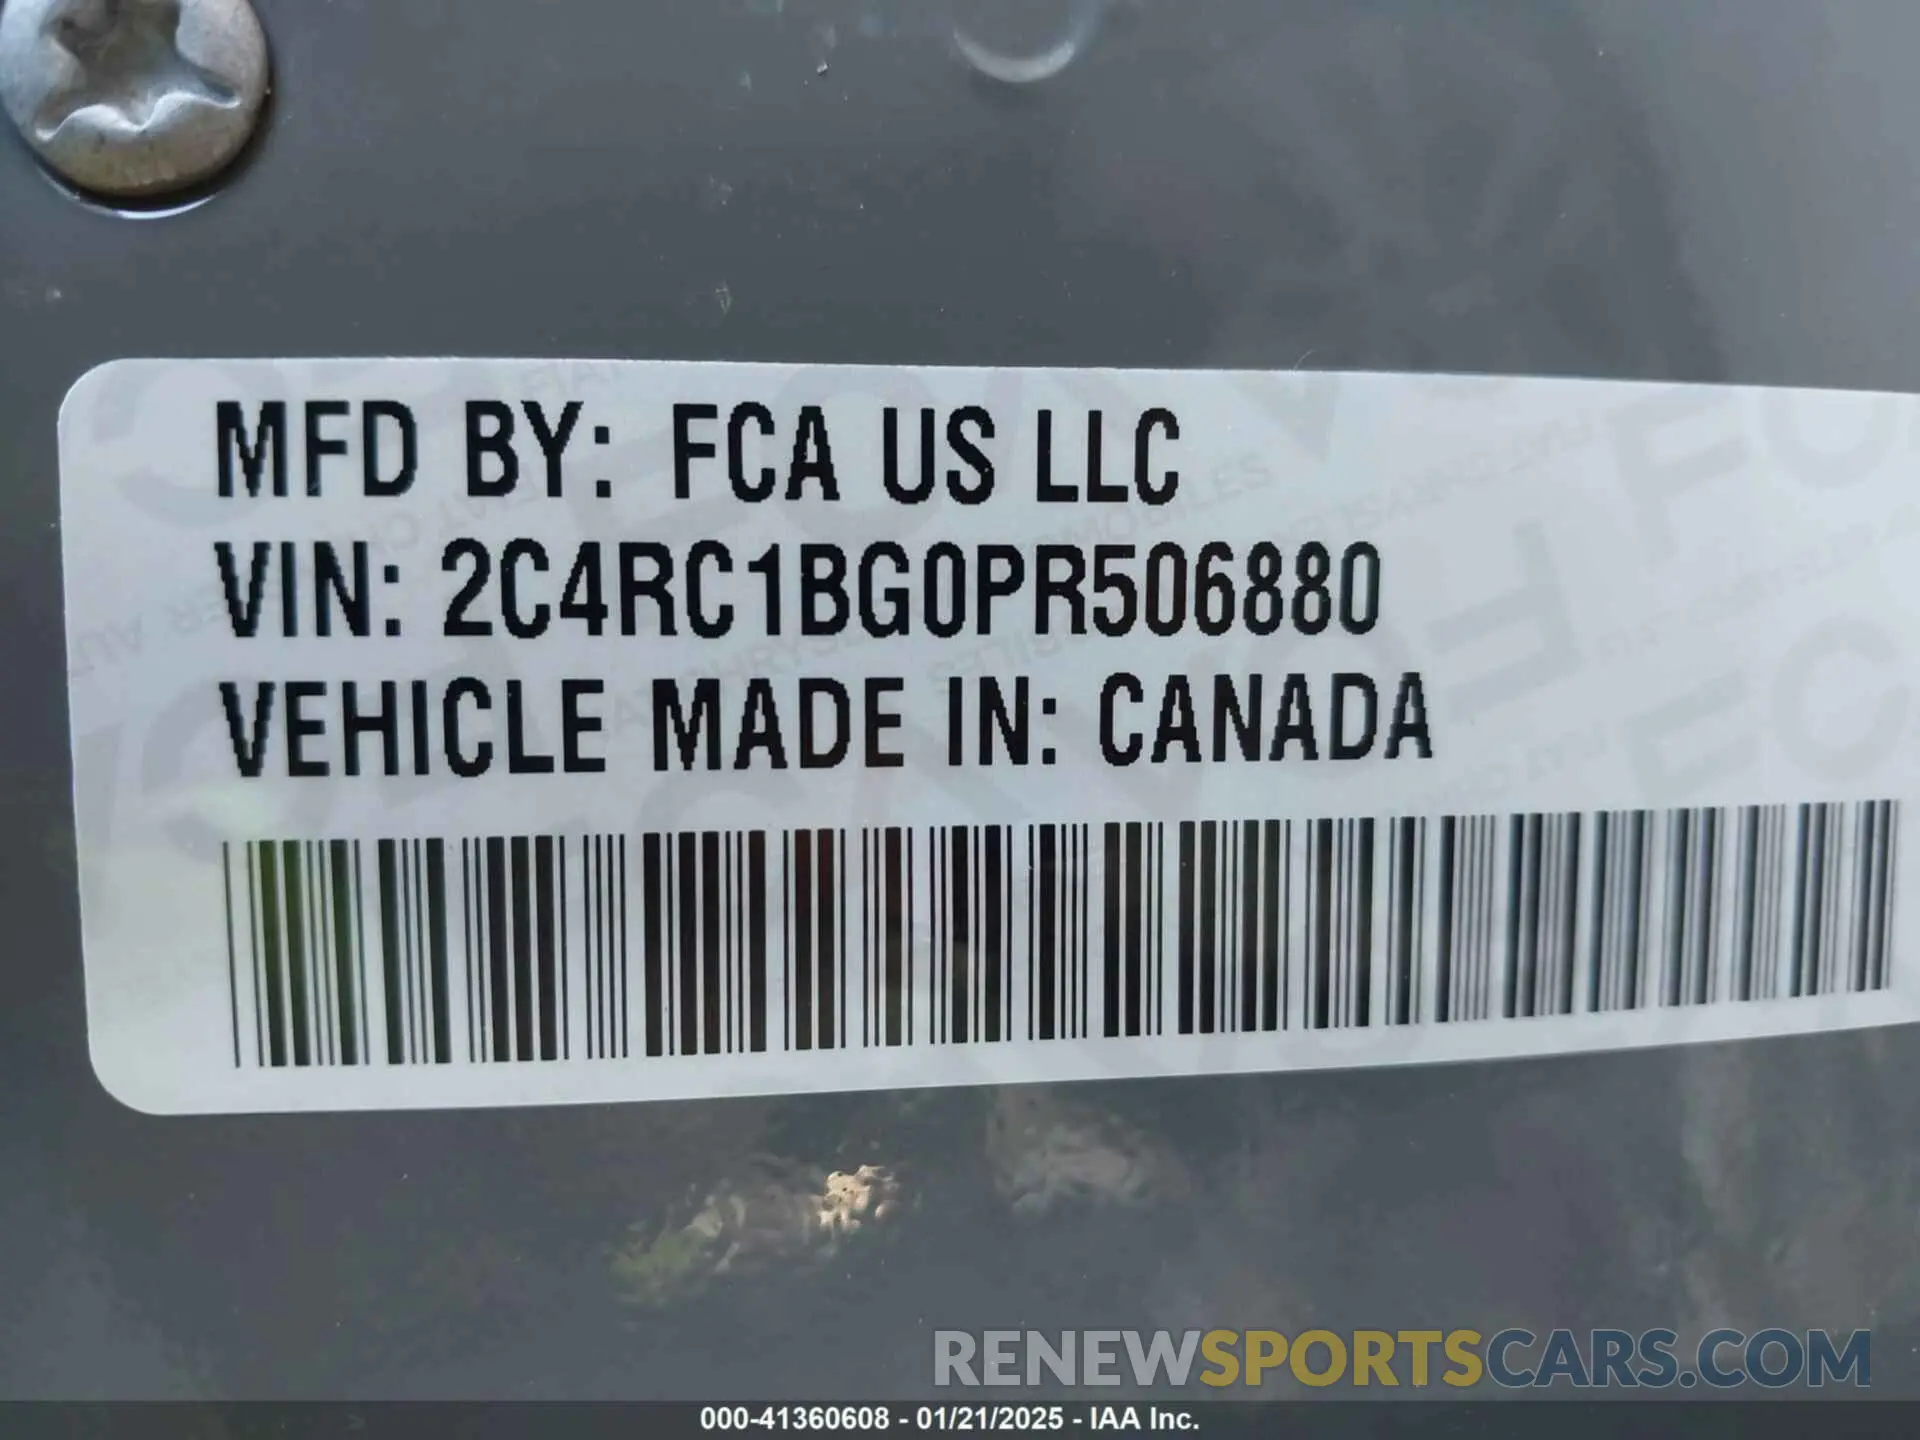 MFD BY: FCA US LLC
VIN: 2C4RC1BG0PR506880
VEHICLE MADE IN: CANADA
RENEWSPORTSCARS.COM
000-41360608 - 01/21/2025 - IAA Inc.